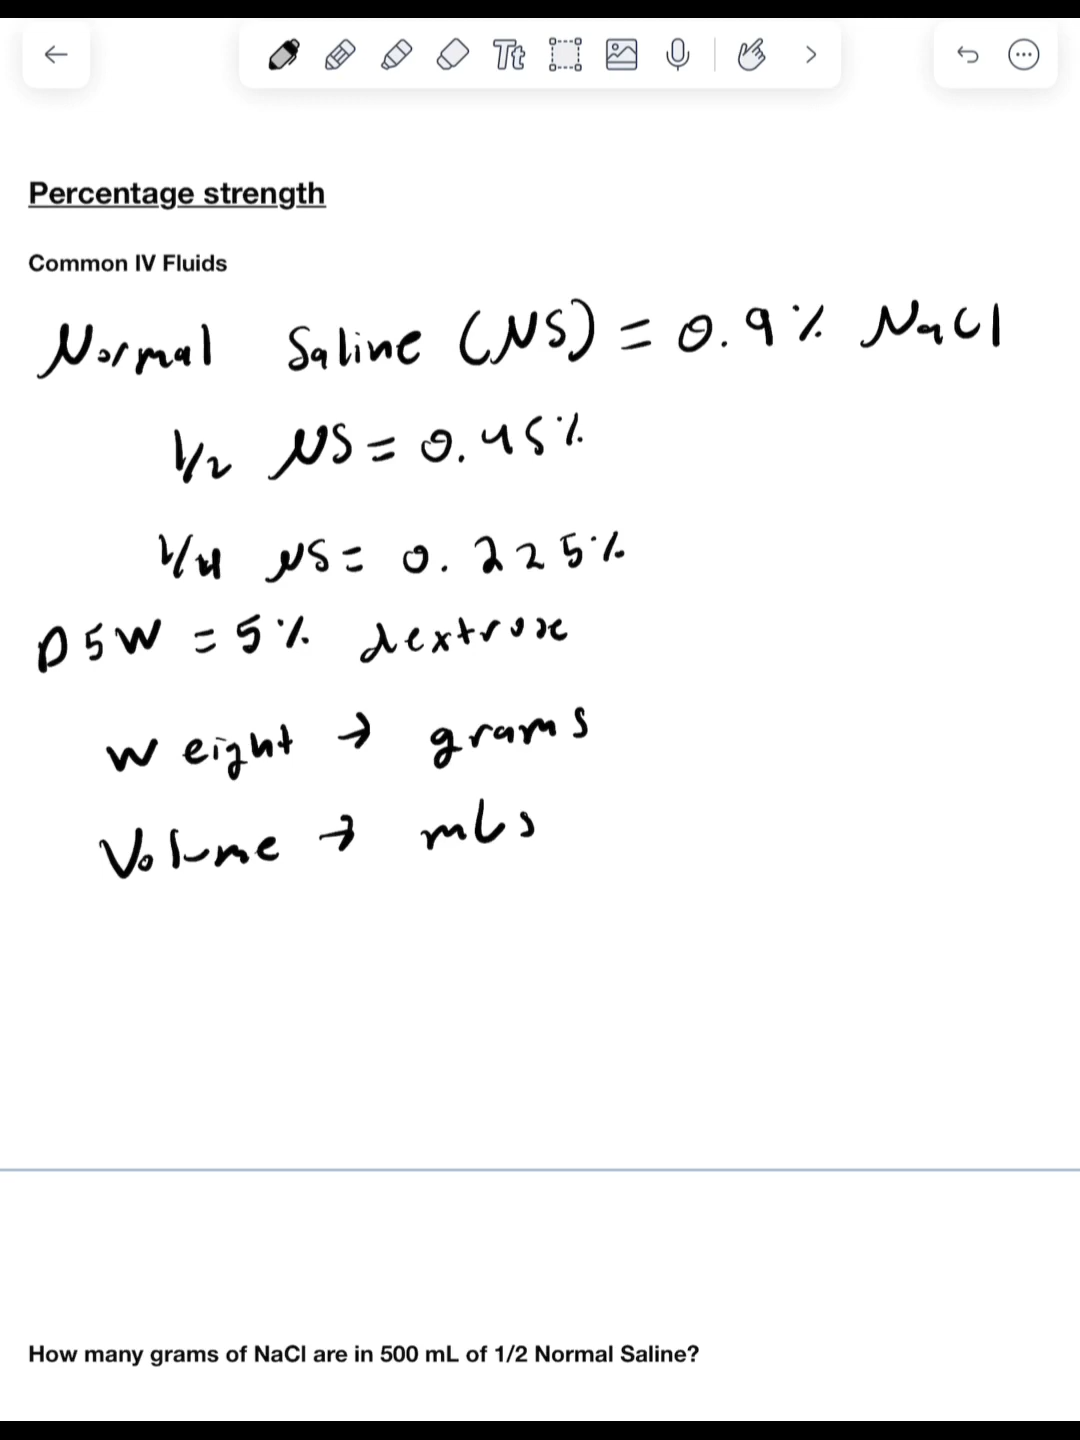 Tt
Percentage strength
Common IV Fluids
Normal Saline (NS) = 0.9% NaCl
1/2 NS = 0.45%
1/4 NS = 0.225%
D5W = 5% dextrose
Weight → grams
Volume → mLs
How many grams of NaCl are in 500 mL of 1/2 Normal Saline?